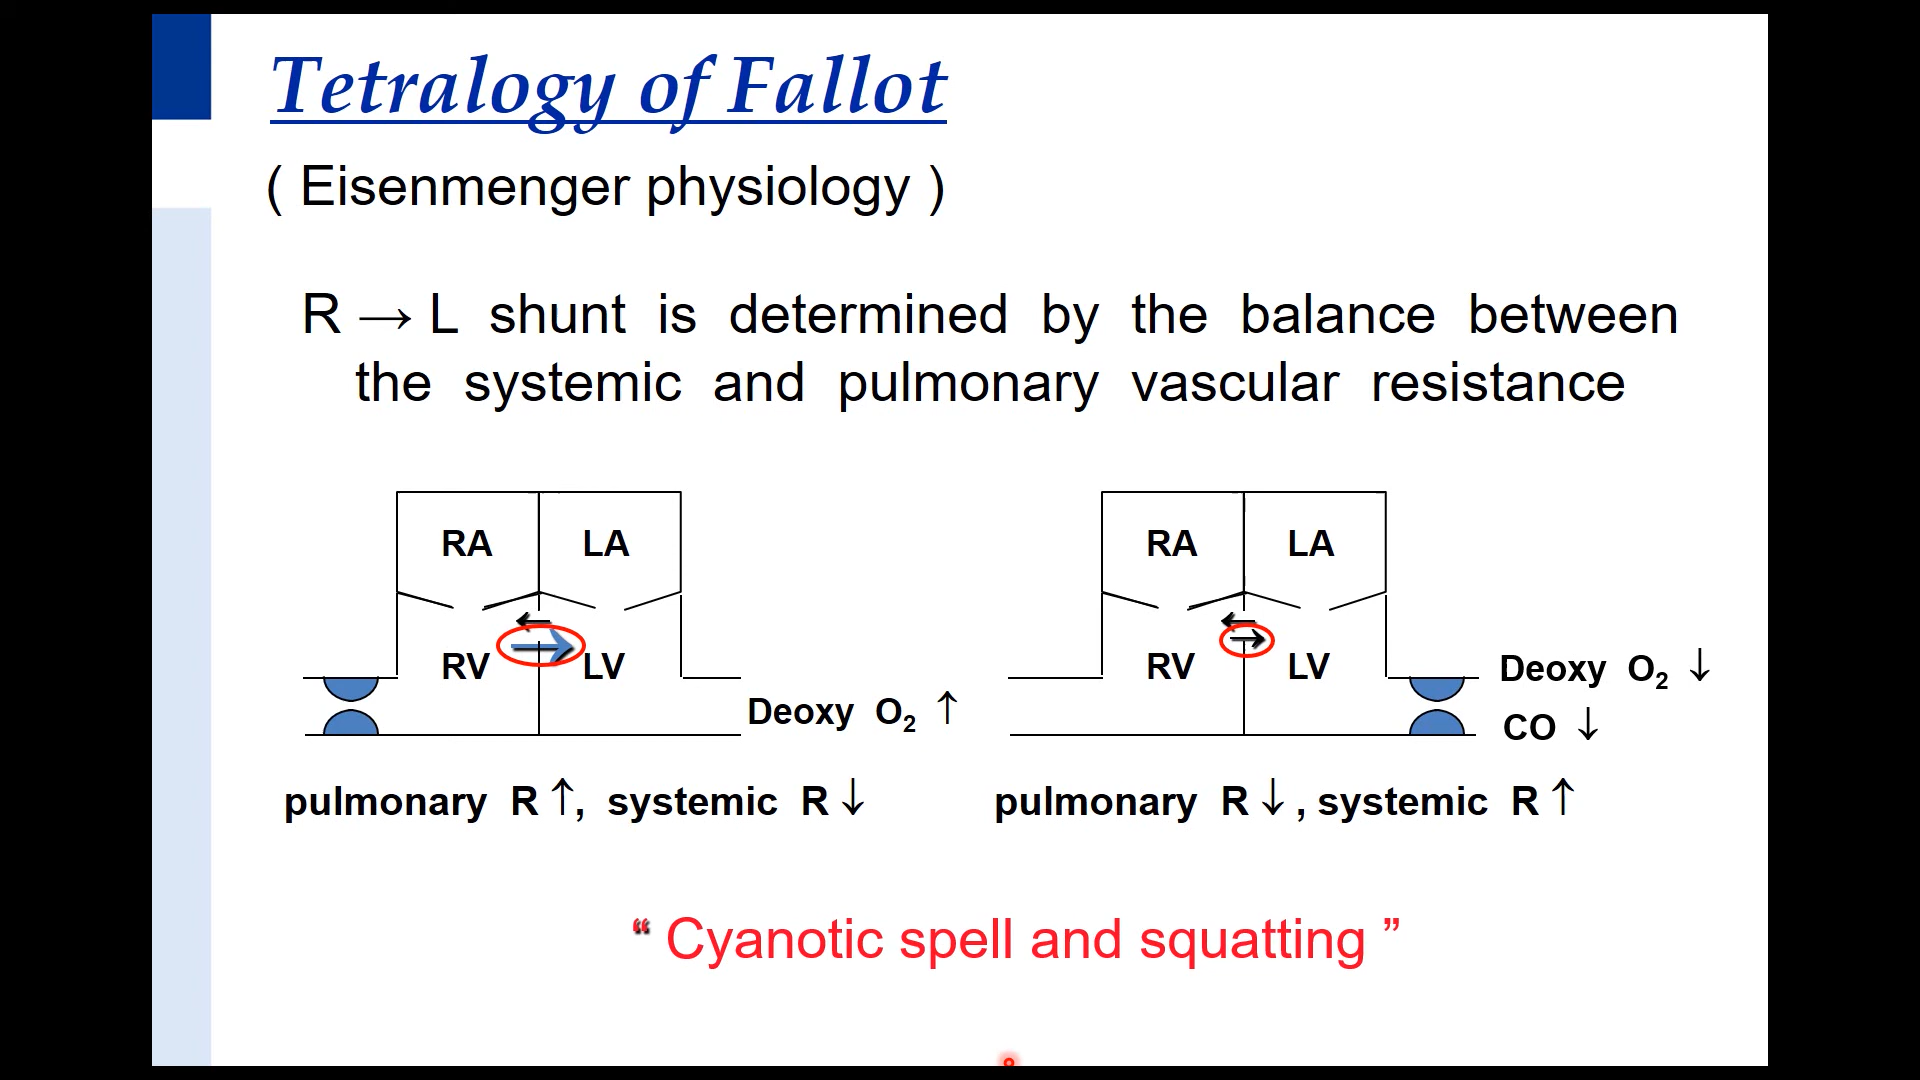 Tetralogy of Fallot
( Eisenmenger physiology )
R → L shunt is determined by the balance between
the systemic and pulmonary vascular resistance
RA LA
RV LV
Deoxy O₂ ↑
pulmonary R ↑, systemic R ↓
RA LA
RV LV
Deoxy O₂ ↓
CO ↓
pulmonary R ↓ , systemic R ↑
“ Cyanotic spell and squatting ”